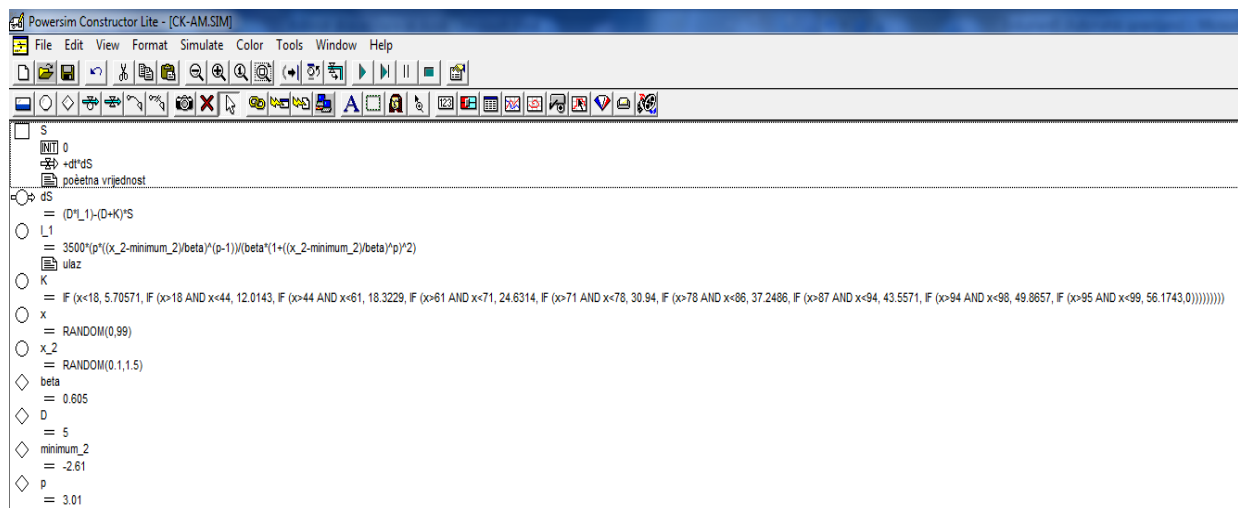 Powersim Constructor Lite - [CK-AM.SIM]
File Edit View Format Simulate Color Tools Window Help
A 123
S
INIT 0
+dt*dS
poèetna vrijednost
dS
= (D*I_1)-(D+K)*S
I_1
= 3500*(p*((x_2-minimum_2)/beta)^(p-1))/(beta*(1+((x_2-minimum_2)/beta)^p)^2)
ulaz
K
= IF (x<18, 5.70571, IF (x>18 AND x<44, 12.0143, IF (x>44 AND x<61, 18.3229, IF (x>61 AND x<71, 24.6314, IF (x>71 AND x<78, 30.94, IF (x>78 AND x<86, 37.2486, IF (x>87 AND x<94, 43.5571, IF (x>94 AND x<98, 49.8657, IF (x>95 AND x<99, 56.1743,0)))))))))
x
= RANDOM(0,99)
x_2
= RANDOM(0.1,1.5)
beta
= 0.605
D
= 5
minimum_2
= -2.61
p
= 3.01